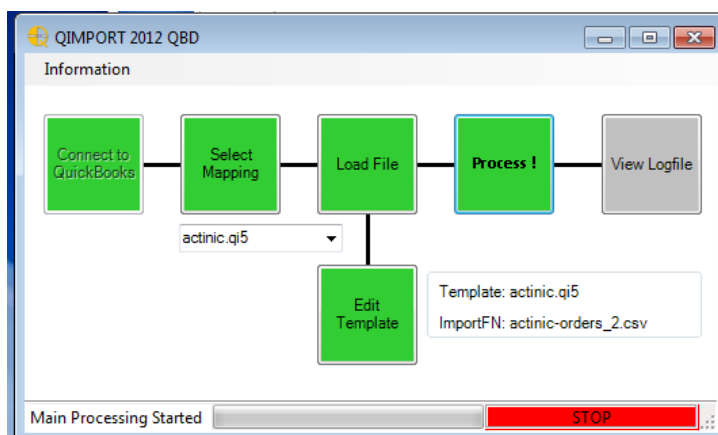 QIMPORT 2012 QBD
Information
Connect to
QuickBooks
Select
Mapping
Load File
Process !
View Logfile
actinic.qi5
Edit
Template
Template: actinic.qi5
ImportFN: actinic-orders_2.csv
Main Processing Started
STOP